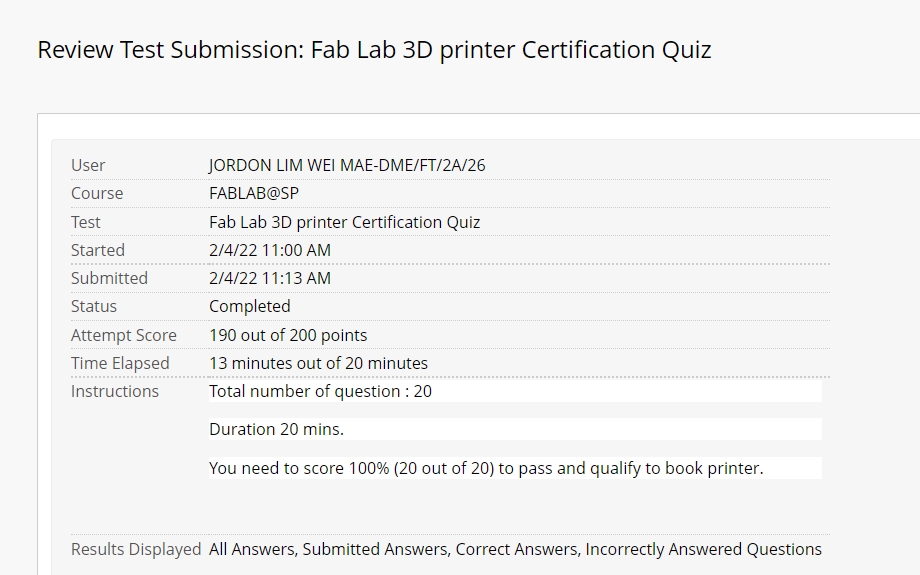 Review Test Submission: Fab Lab 3D printer Certification Quiz
User JORDON LIM WEI MAE-DME/FT/2A/26
Course FABLAB@SP
Test Fab Lab 3D printer Certification Quiz
Started 2/4/22 11:00 AM
Submitted 2/4/22 11:13 AM
Status Completed
Attempt Score 190 out of 200 points
Time Elapsed 13 minutes out of 20 minutes
Instructions Total number of question : 20
Duration 20 mins.
You need to score 100% (20 out of 20) to pass and qualify to book printer.
Results Displayed All Answers, Submitted Answers, Correct Answers, Incorrectly Answered Questions